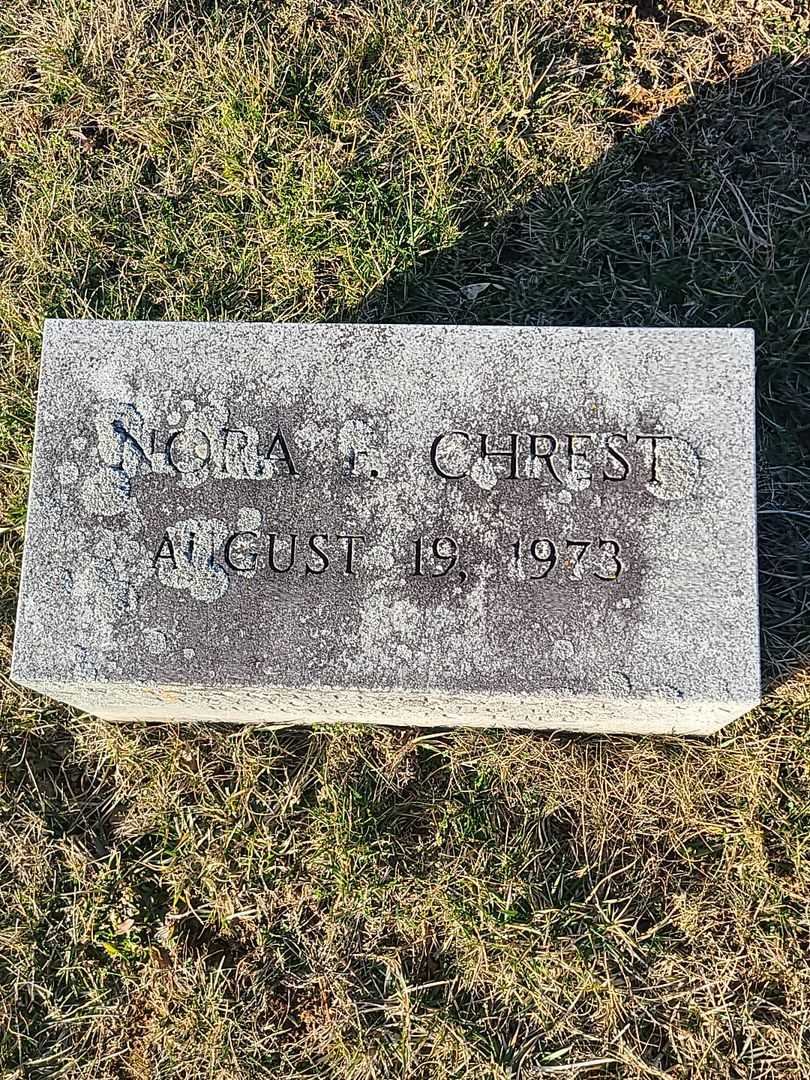 NORA F. CHREST
AUGUST 19, 1973